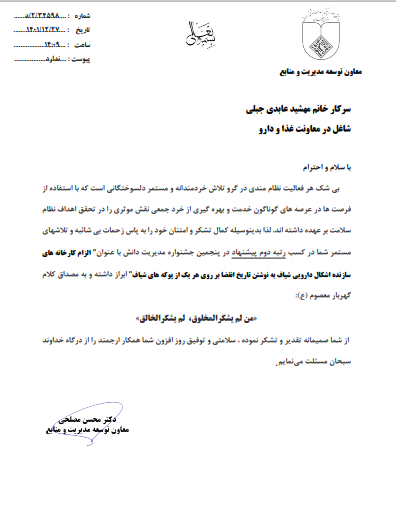 شماره : ۲/۳۴۵۹۸/د
تاریخ : ۱۴۰۱/۱۲/۲۷
ساعت : ۱۴:۰۹
پیوست : ندارد
معاون توسعه مدیریت و منابع
سرکار خانم مهشید عابدی جبلی
شاغل در معاونت غذا و دارو
با سلام و احترام
بی شک هر فعالیت نظام مندی در گرو تلاش خردمندانه و مستمر دلسوختگانی است که با استفاده از
فرصت ها در عرصه های گوناگون خدمت و بهره گیری از خرد جمعی نقش موثری را در تحقق اهداف نظام
سلامت بر عهده داشته اند، لذا بدینوسیله کمال تشکر و امتنان خود را به پاس زحمات بی شائبه و تلاشهای
مستمر شما در کسب رتبه دوم پیشنهاد در پنجمین جشنواره مدیریت دانش با عنوان" الزام کارخانه های
سازنده اشکال دارویی شیاف به نوشتن تاریخ انقضا بر روی هر یک از پوکه های شیاف" ابراز داشته و به مصداق کلام
گهربار معصوم (ع):
«من لم یشکرالمخلوق، لم یشکرالخالق»
از شما صمیمانه تقدیر و تشکر نموده ، سلامتی و توفیق روز افزون شما همکار ارجمند را از درگاه خداوند
سبحان مسئلت می‌نمایم.
دکتر محسن مصلحی
معاون توسعه مدیریت و منابع